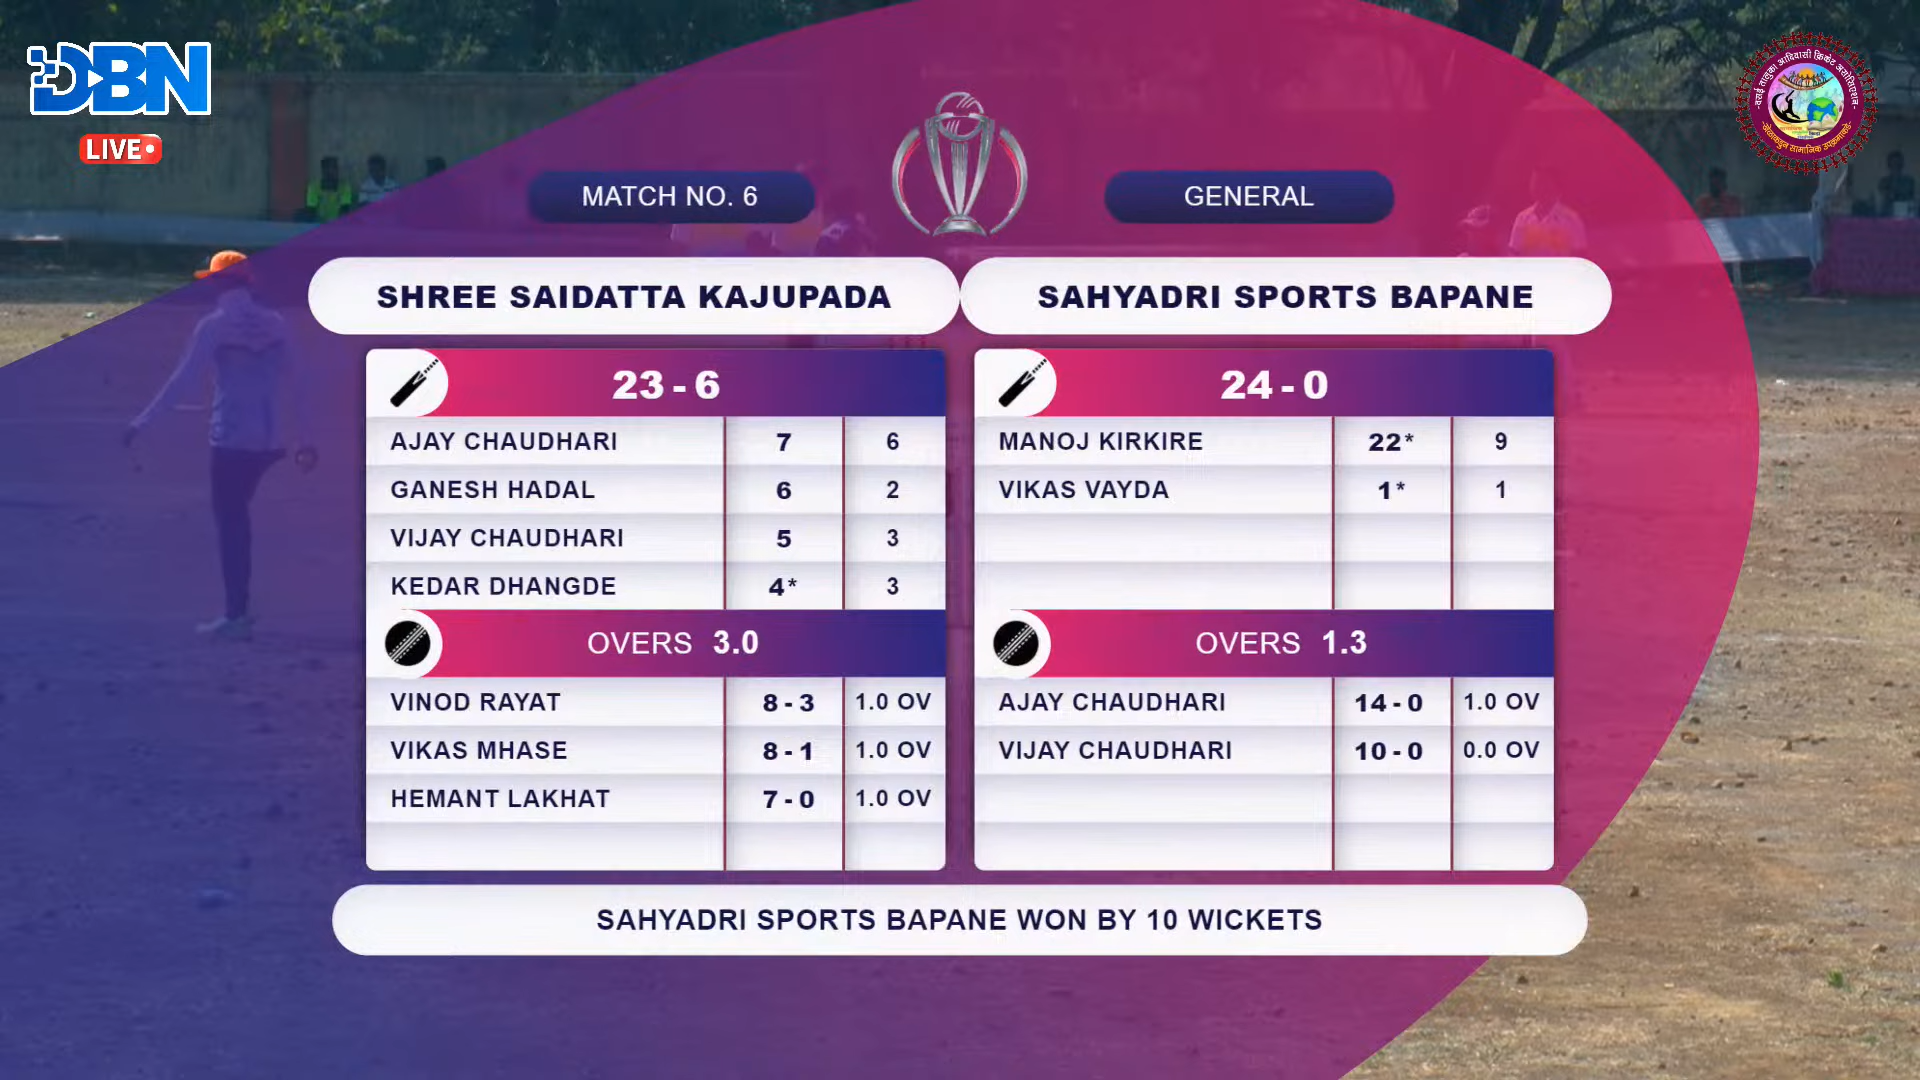 DBN
LIVE
वसई तालुका आदिवासी क्रिकेट असोसिएशन
MATCH NO. 6
GENERAL
SHREE SAIDATTA KAJUPADA
SAHYADRI SPORTS BAPANE
23 - 6
AJAY CHAUDHARI 7 6
GANESH HADAL 6 2
VIJAY CHAUDHARI 5 3
KEDAR DHANGDE 4* 3
OVERS 3.0
VINOD RAYAT 8 - 3 1.0 OV
VIKAS MHASE 8 - 1 1.0 OV
HEMANT LAKHAT 7 - 0 1.0 OV
24 - 0
MANOJ KIRKIRE 22* 9
VIKAS VAYDA 1* 1
OVERS 1.3
AJAY CHAUDHARI 14 - 0 1.0 OV
VIJAY CHAUDHARI 10 - 0 0.0 OV
SAHYADRI SPORTS BAPANE WON BY 10 WICKETS